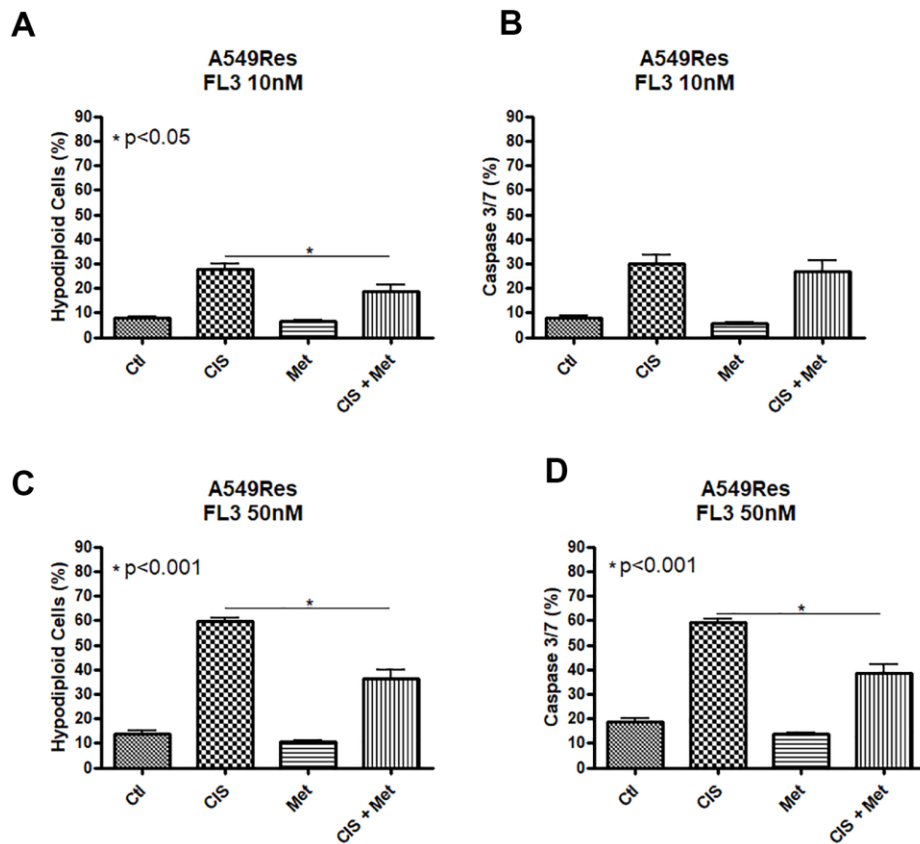 A
A549Res
FL3 10nM
* p<0.05
Hypodiploid Cells (%)
90
80
70
60
50
40
30
20
10
0
*
Ctl
CIS
Met
CIS + Met
B
A549Res
FL3 10nM
Caspase 3/7 (%)
90
80
70
60
50
40
30
20
10
0
Ctl
CIS
Met
CIS + Met
C
A549Res
FL3 50nM
* p<0.001
Hypodiploid Cells (%)
90
80
70
60
50
40
30
20
10
0
*
Ctl
CIS
Met
CIS + Met
D
A549Res
FL3 50nM
* p<0.001
Caspase 3/7 (%)
90
80
70
60
50
40
30
20
10
0
*
Ctl
CIS
Met
CIS + Met